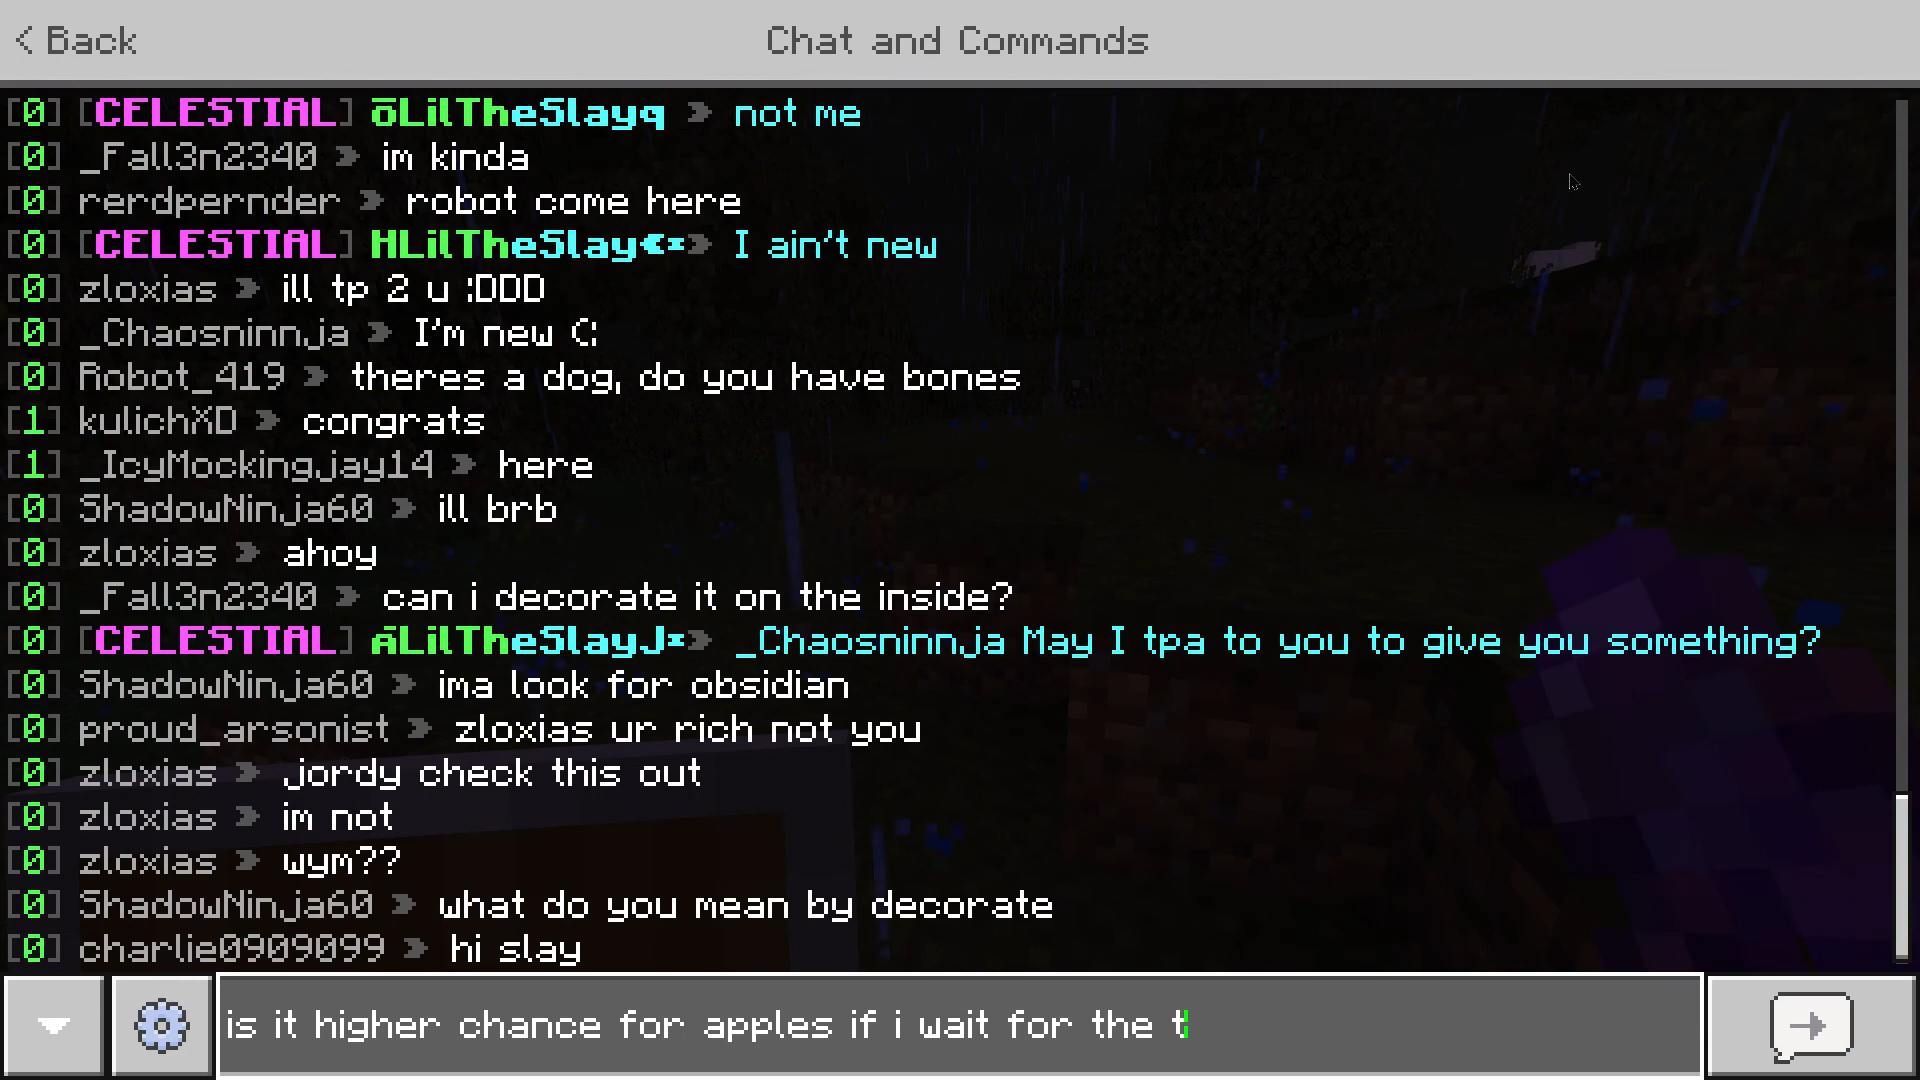 < Back
Chat and Commands
[0] [CELESTIAL] ōLilTheSlayq > not me
[0] _Fall3n2340 > im kinda
[0] rerdpernder > robot come here
[0] [CELESTIAL] HLilTheSlay > I ain't new
[0] zloxias > ill tp 2 u :DDD
[0] _Chaosninnja > I'm new (:
[0] Robot_419 > theres a dog, do you have bones
[1] kulichXD > congrats
[1] _IcyMockingjay14 > here
[0] ShadowNinja60 > ill brb
[0] zloxias > ahoy
[0] _Fall3n2340 > can i decorate it on the inside?
[0] [CELESTIAL] āLilTheSlayJ¤> _Chaosninnja May I tpa to you to give you something?
[0] ShadowNinja60 > ima look for obsidian
[0] proud_arsonist > zloxias ur rich not you
[0] zloxias > jordy check this out
[0] zloxias > im not
[0] zloxias > wym??
[0] ShadowNinja60 > what do you mean by decorate
[0] charlie0909099 > hi slay
is it higher chance for apples if i wait for the t